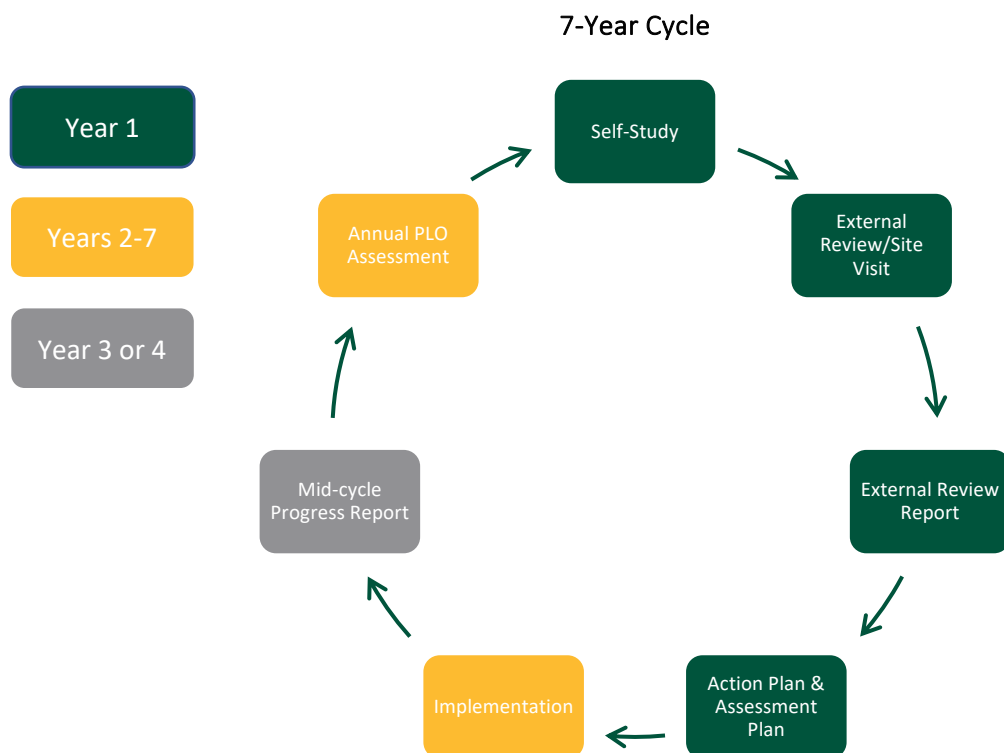 7-Year Cycle
Year 1
Years 2-7
Year 3 or 4
Self-Study
External
Review/Site
Visit
External Review
Report
Action Plan &
Assessment
Plan
Implementation
Mid-cycle
Progress Report
Annual PLO
Assessment